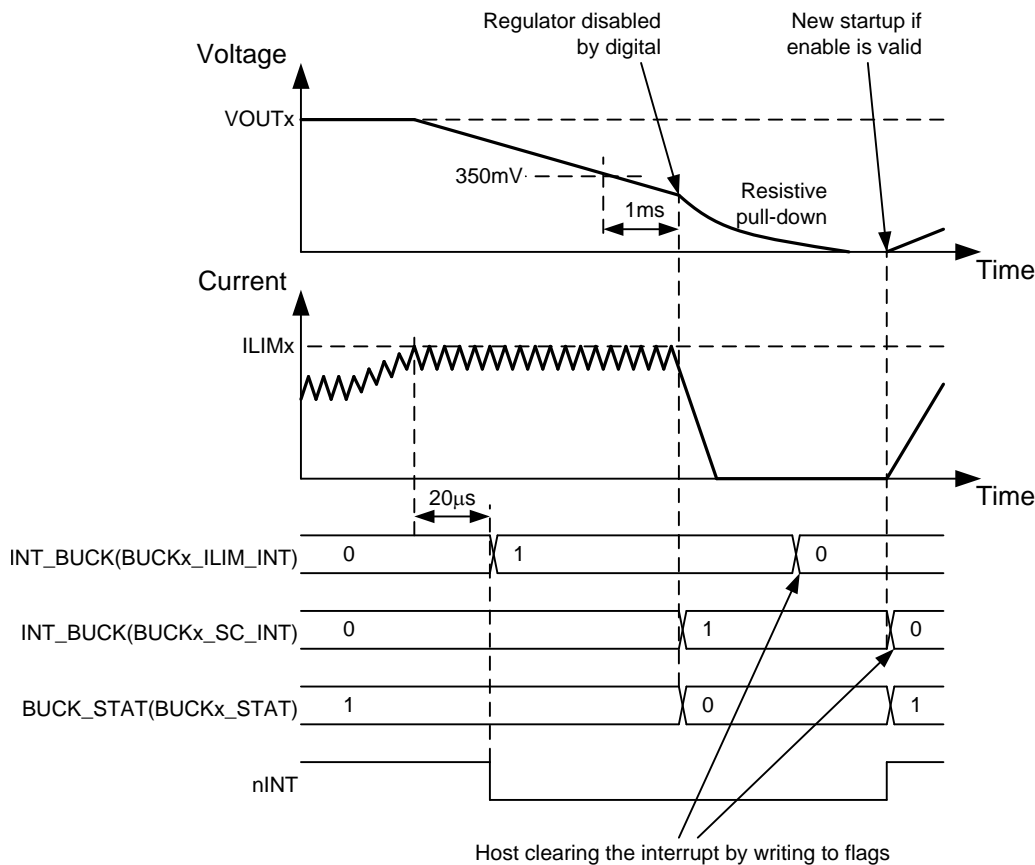 Regulator disabled
by digital
New startup if
enable is valid
Voltage
VOUTx
350mV
1ms
Resistive
pull-down
Time
Current
ILIMx
Time
20μs
INT_BUCK(BUCKx_ILIM_INT)
0
1
0
INT_BUCK(BUCKx_SC_INT)
0
1
0
BUCK_STAT(BUCKx_STAT)
1
0
1
nINT
Host clearing the interrupt by writing to flags